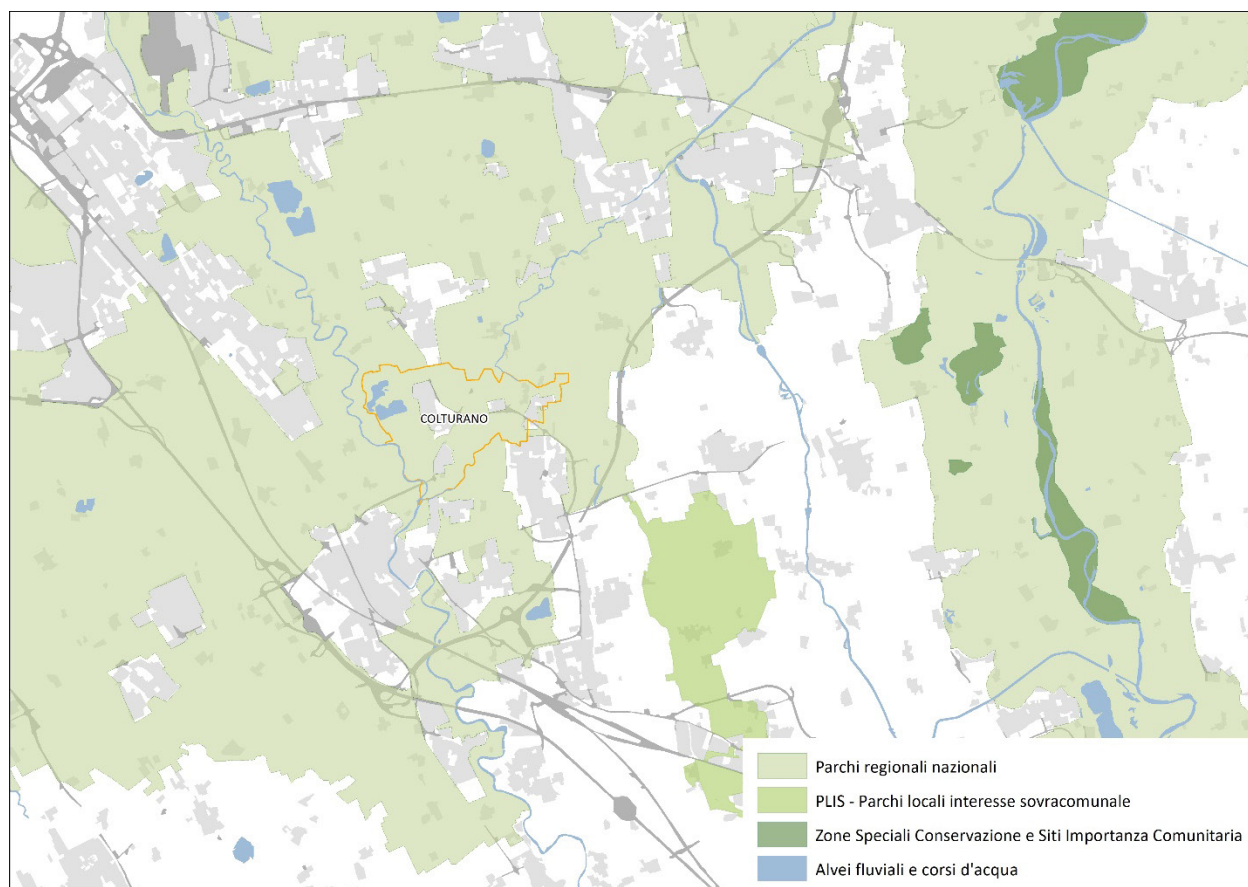 COLTURANO
Parchi regionali nazionali
PLIS - Parchi locali interesse sovracomunale
Zone Speciali Conservazione e Siti Importanza Comunitaria
Alvei fluviali e corsi d'acqua